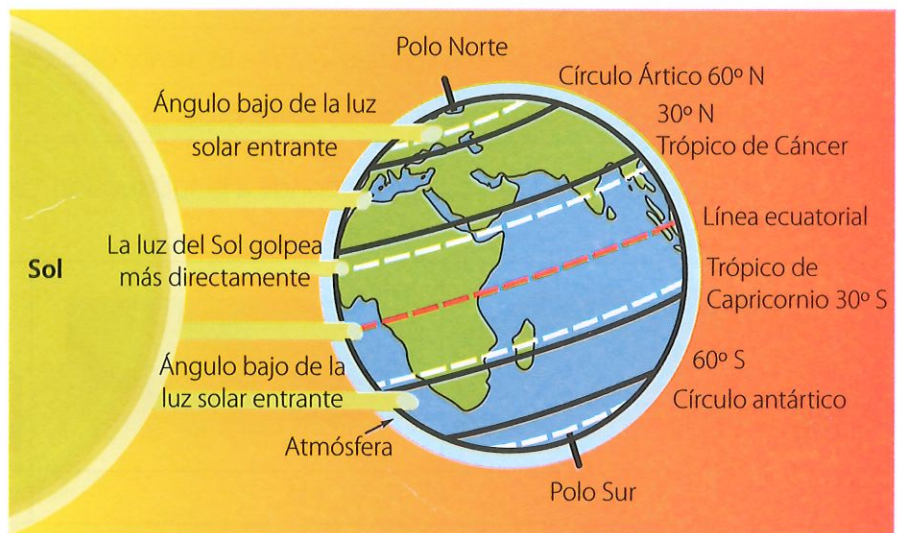 Polo Norte
Círculo Ártico 60º N
Ángulo bajo de la luz
solar entrante
30º N
Trópico de Cáncer
Línea ecuatorial
La luz del Sol golpea
más directamente
Sol
Trópico de
Capricornio 30º S
Ángulo bajo de la
luz solar entrante
60º S
Círculo antártico
Atmósfera
Polo Sur